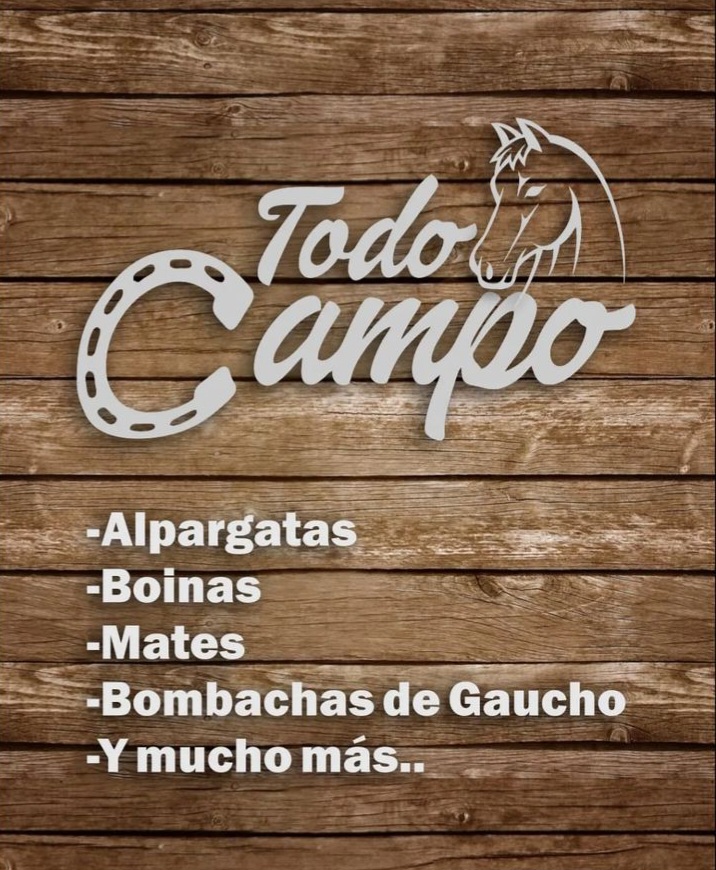 Todo
Campo
-Alpargatas
-Boinas
-Mates
-Bombachas de Gaucho
-Y mucho más..